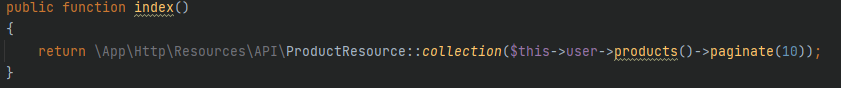 public function index()
{
return \App\Http\Resources\API\ProductResource::collection($this->user->products()->paginate(10));
}